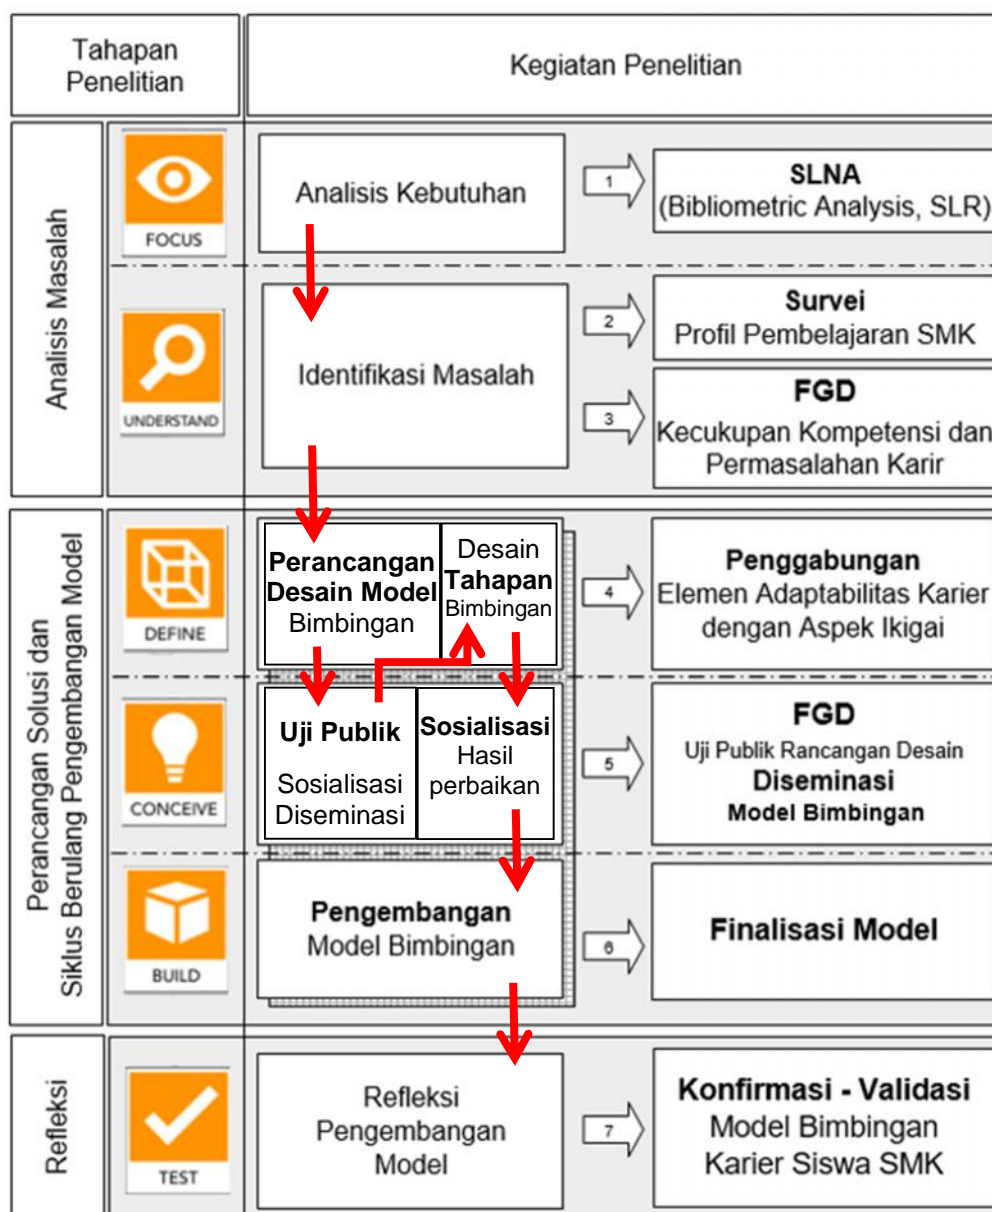 Tahapan
Penelitian
Kegiatan Penelitian
Analisis Masalah
FOCUS
Analisis Kebutuhan
1
SLNA
(Bibliometric Analysis, SLR)
UNDERSTAND
Identifikasi Masalah
2
Survei
Profil Pembelajaran SMK
3
FGD
Kecukupan Kompetensi dan
Permasalahan Karir
Perancangan Solusi dan
Siklus Berulang Pengembangan Model
DEFINE
Perancangan
Desain Model
Bimbingan
Desain
Tahapan
Bimbingan
4
Penggabungan
Elemen Adaptabilitas Karier
dengan Aspek Ikigai
CONCEIVE
Uji Publik
Sosialisasi
Diseminasi
Sosialisasi
Hasil
perbaikan
5
FGD
Uji Publik Rancangan Desain
Diseminasi
Model Bimbingan
BUILD
Pengembangan
Model Bimbingan
6
Finalisasi Model
Refleksi
TEST
Refleksi
Pengembangan
Model
7
Konfirmasi - Validasi
Model Bimbingan
Karier Siswa SMK